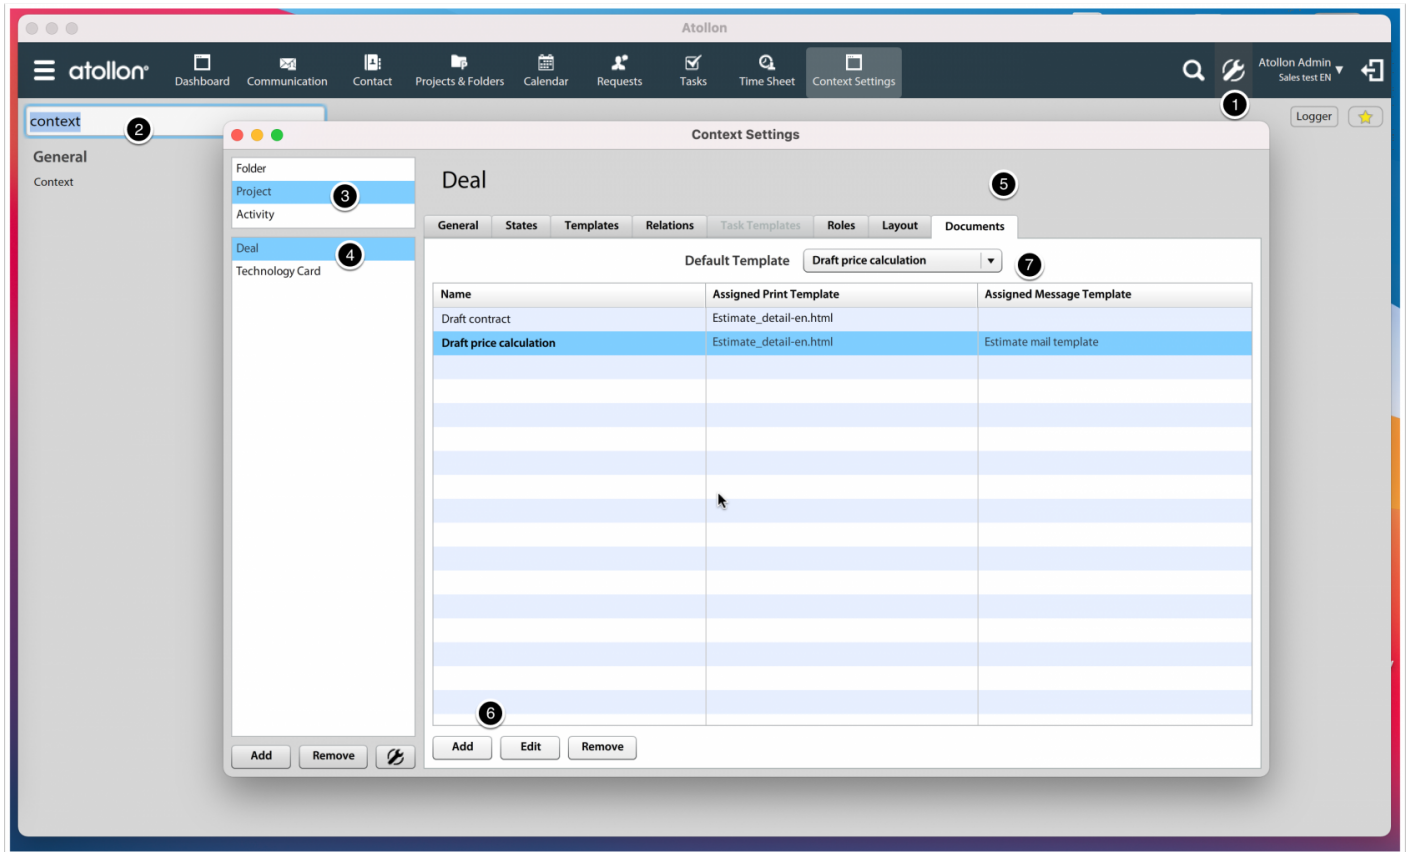 Atollon
atollon
Dashboard
Communication
Contact
Projects & Folders
Calendar
Requests
Tasks
Time Sheet
Context Settings
Atollon Admin
Sales test EN
1
context
2
Logger
General
Context
Context Settings
Folder
Project
3
Activity
Deal
4
Technology Card
Deal
5
General
States
Templates
Relations
Task Templates
Roles
Layout
Documents
Default Template
Draft price calculation
7
Name
Assigned Print Template
Assigned Message Template
Draft contract
Estimate_detail-en.html
Draft price calculation
Estimate_detail-en.html
Estimate mail template
6
Add
Edit
Remove
Add
Remove